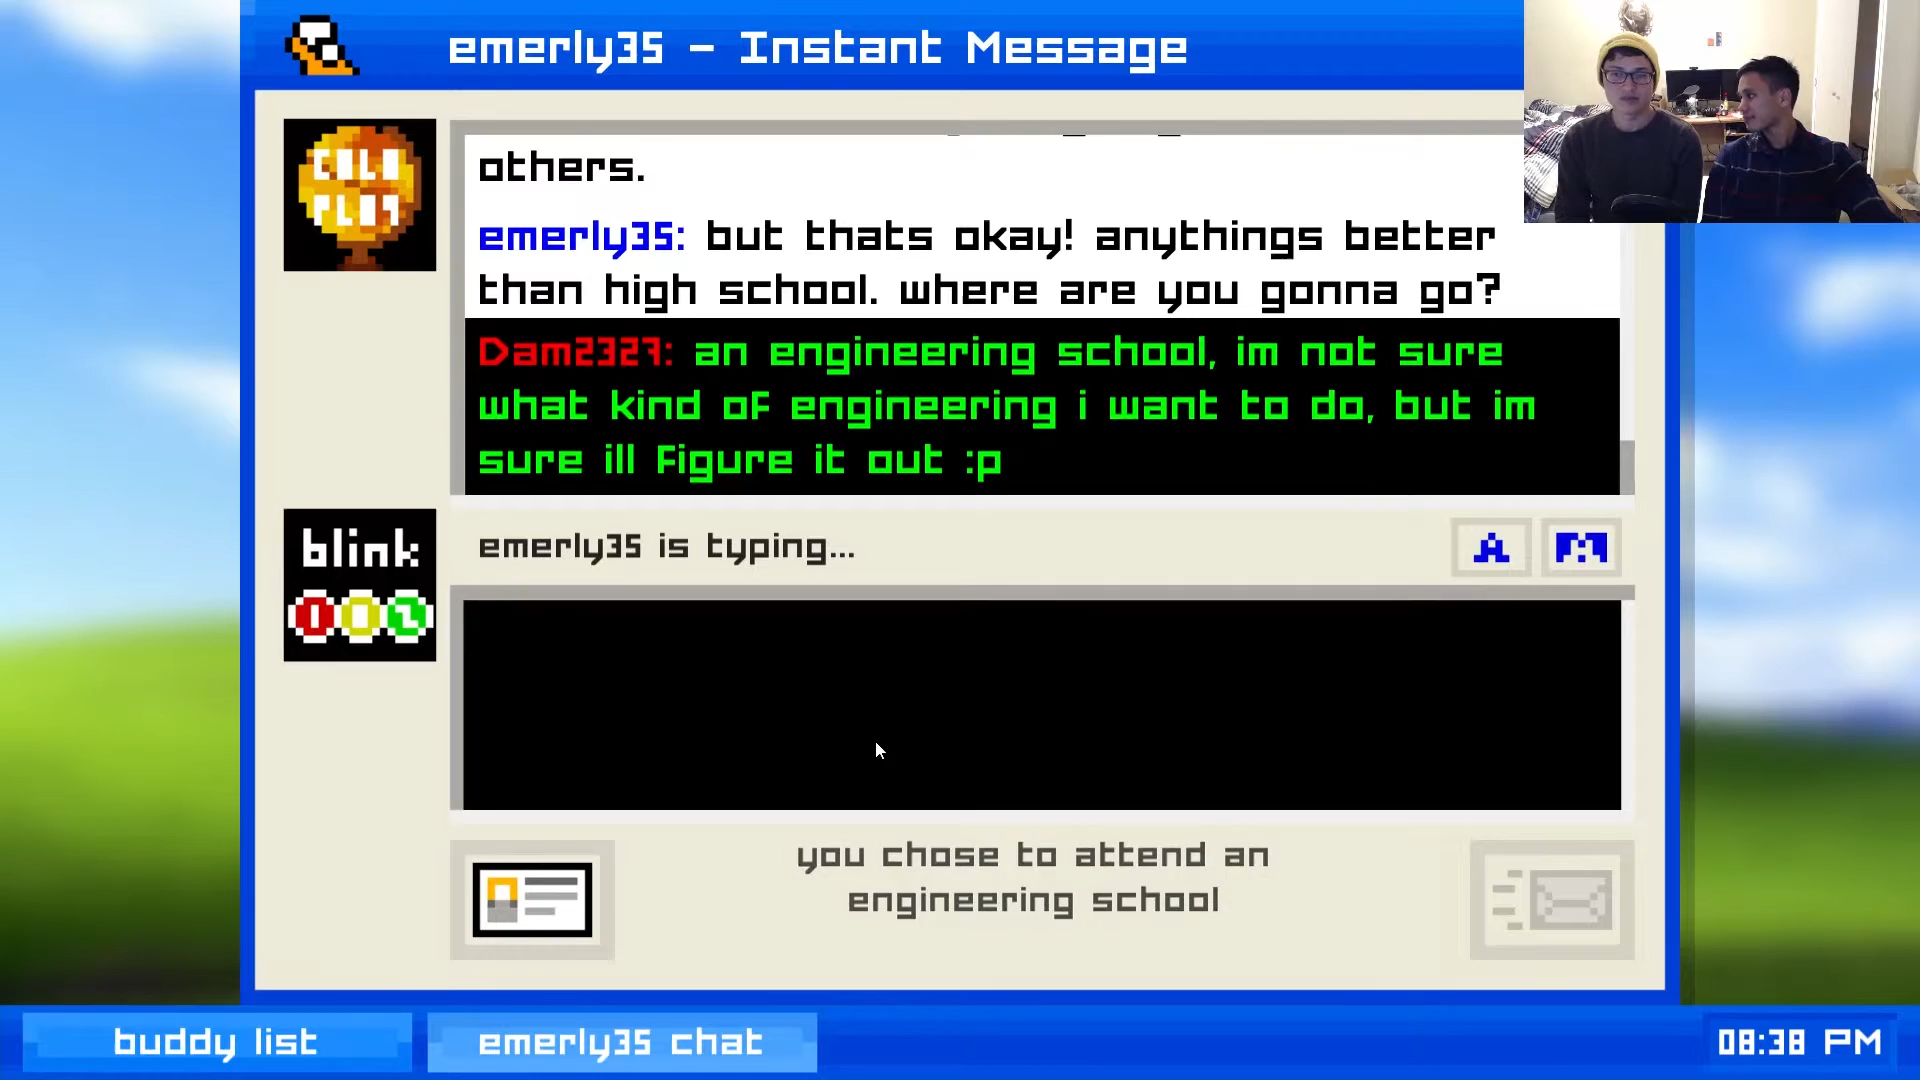 emerly35 - Instant Message
COLD
PLAY
others.
emerly35: but thats okay! anythings better
than high school. where are you gonna go?
Dam2327: an engineering school, im not sure
what kind of engineering i want to do, but im
sure ill figure it out :p
blink
182
emerly35 is typing...
A
M
you chose to attend an
engineering school
buddy list
emerly35 chat
08:38 PM